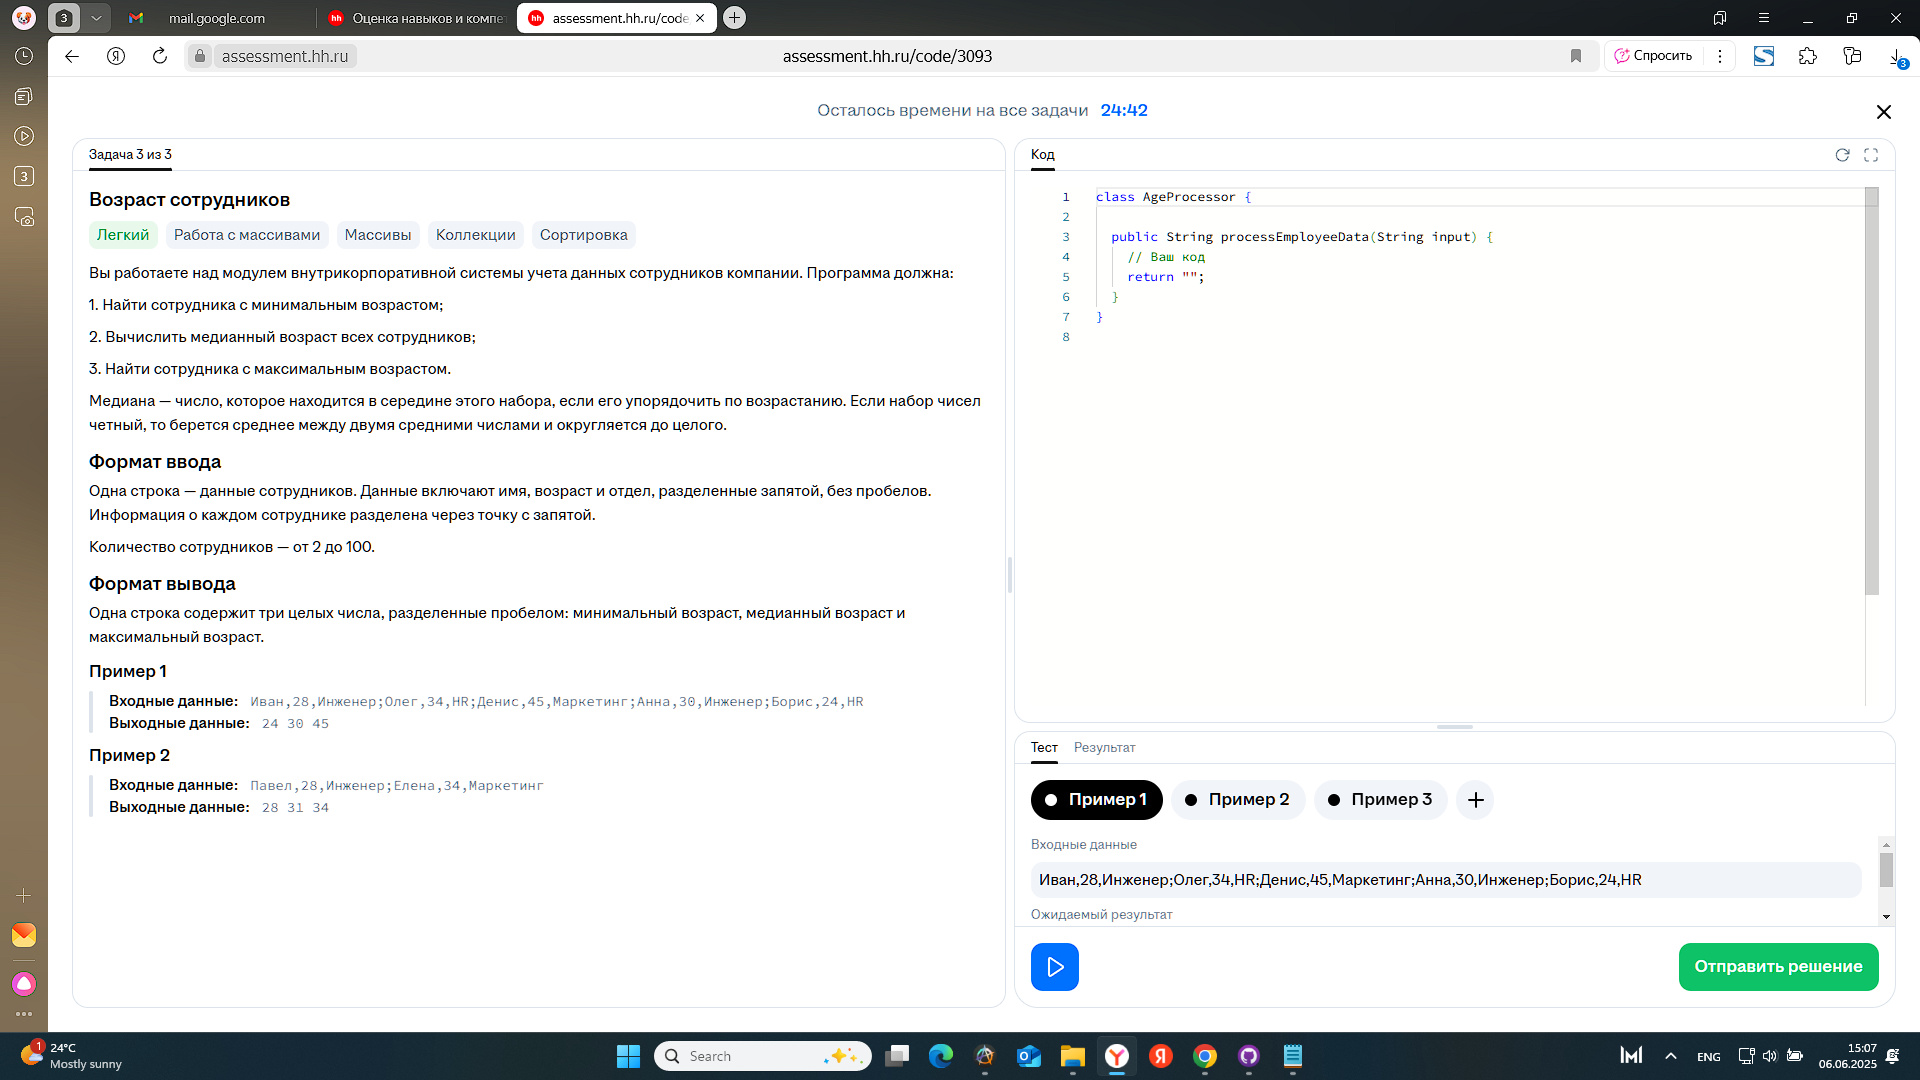 3
mail.google.com
Оценка навыков и компе
assessment.hh.ru/code
assessment.hh.ru
assessment.hh.ru/code/3093
Спросить
3
3
Осталось времени на все задачи 24:42
Задача 3 из 3
Возраст сотрудников
Легкий Работа с массивами Массивы Коллекции Сортировка
Вы работаете над модулем внутрикорпоративной системы учета данных сотрудников компании. Программа должна:
1. Найти сотрудника с минимальным возрастом;
2. Вычислить медианный возраст всех сотрудников;
3. Найти сотрудника с максимальным возрастом.
Медиана — число, которое находится в середине этого набора, если его упорядочить по возрастанию. Если набор чисел
четный, то берется среднее между двумя средними числами и округляется до целого.
Формат ввода
Одна строка — данные сотрудников. Данные включают имя, возраст и отдел, разделенные запятой, без пробелов.
Информация о каждом сотруднике разделена через точку с запятой.
Количество сотрудников — от 2 до 100.
Формат вывода
Одна строка содержит три целых числа, разделенные пробелом: минимальный возраст, медианный возраст и
максимальный возраст.
Пример 1
Входные данные: Иван,28,Инженер;Олег,34,HR;Денис,45,Маркетинг;Анна,30,Инженер;Борис,24,HR
Выходные данные: 24 30 45
Пример 2
Входные данные: Павел,28,Инженер;Елена,34,Маркетинг
Выходные данные: 28 31 34
Код
1 class AgeProcessor {
2
3 public String processEmployeeData(String input) {
4 // Ваш код
5 return "";
6 }
7 }
8
Тест Результат
Пример 1 Пример 2 Пример 3
Входные данные
Иван,28,Инженер;Олег,34,HR;Денис,45,Маркетинг;Анна,30,Инженер;Борис,24,HR
Ожидаемый результат
Отправить решение
1
24°C
Mostly sunny
Search
ENG
15:07
06.06.2025